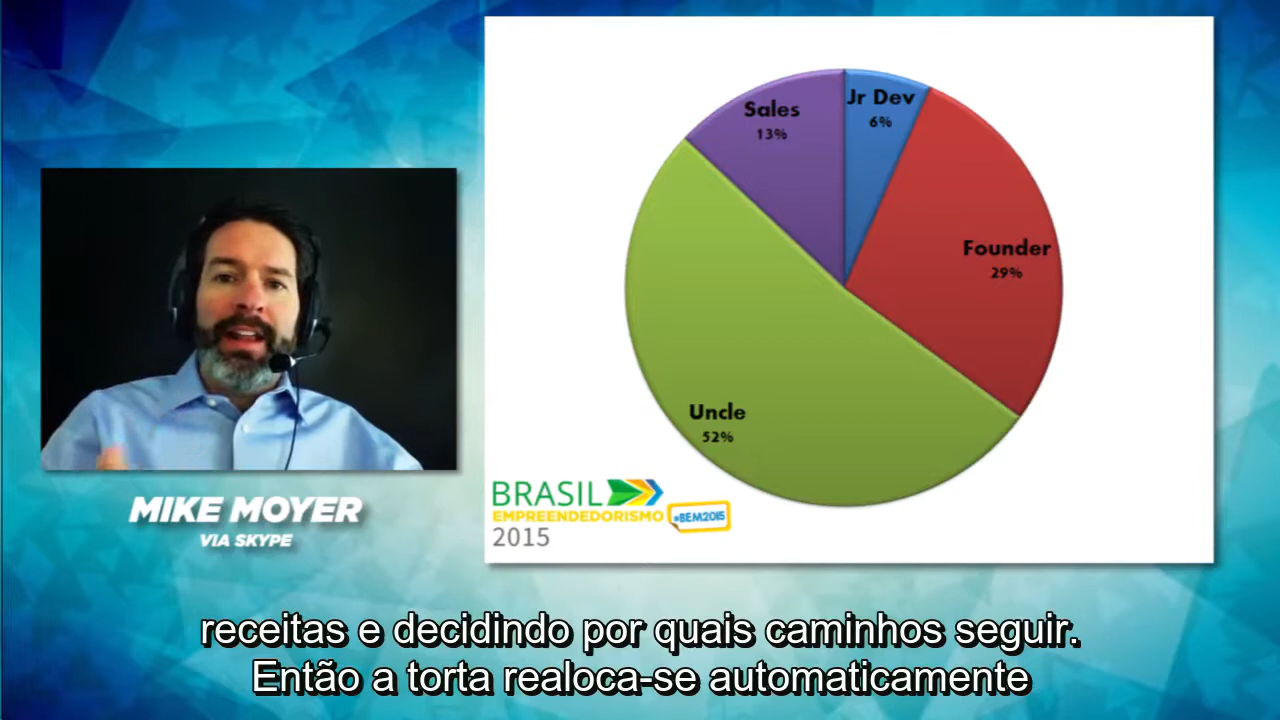 Sales
13%
Jr Dev
6%
Founder
29%
Uncle
52%
BRASIL
EMPREENDEDORISMO
#BEM2015
2015
MIKE MOYER
VIA SKYPE
receitas e decidindo por quais caminhos seguir.
Então a torta realoca-se automaticamente